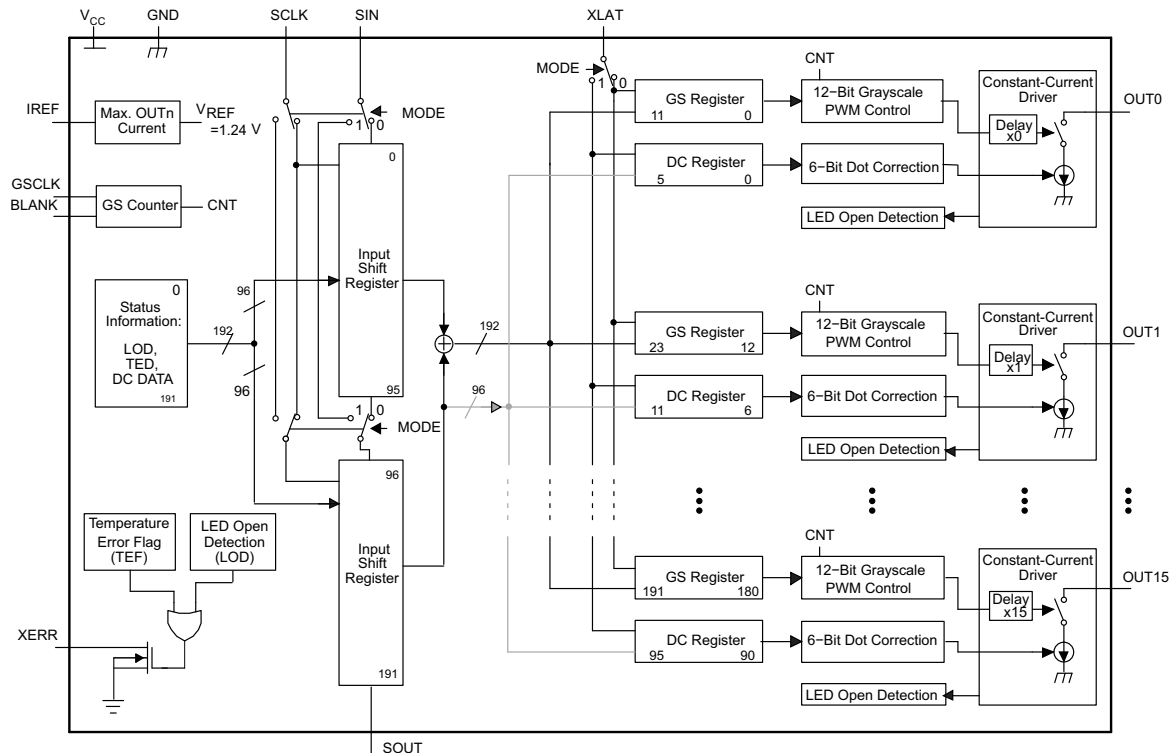 VCC
GND
SCLK
SIN
XLAT
MODE
1
0
CNT
IREF
Max. OUTn
Current
VREF
=1.24 V
1
0
MODE
GS Register
11
0
12−Bit Grayscale
PWM Control
Constant-Current
Driver
Delay
x0
OUT0
0
DC Register
5
0
6−Bit Dot Correction
LED Open Detection
GSCLK
BLANK
GS Counter
CNT
Input
Shift
Register
0
Status
Information:
LOD,
TED,
DC DATA
191
192
96
96
95
192
96
CNT
GS Register
23
12
12−Bit Grayscale
PWM Control
Constant-Current
Driver
Delay
x1
OUT1
DC Register
11
6
6−Bit Dot Correction
LED Open Detection
1
0
MODE
96
Input
Shift
Register
191
Temperature
Error Flag
(TEF)
LED Open
Detection
(LOD)
XERR
CNT
GS Register
191
180
12−Bit Grayscale
PWM Control
Constant-Current
Driver
Delay
x15
OUT15
DC Register
95
90
6−Bit Dot Correction
LED Open Detection
SOUT